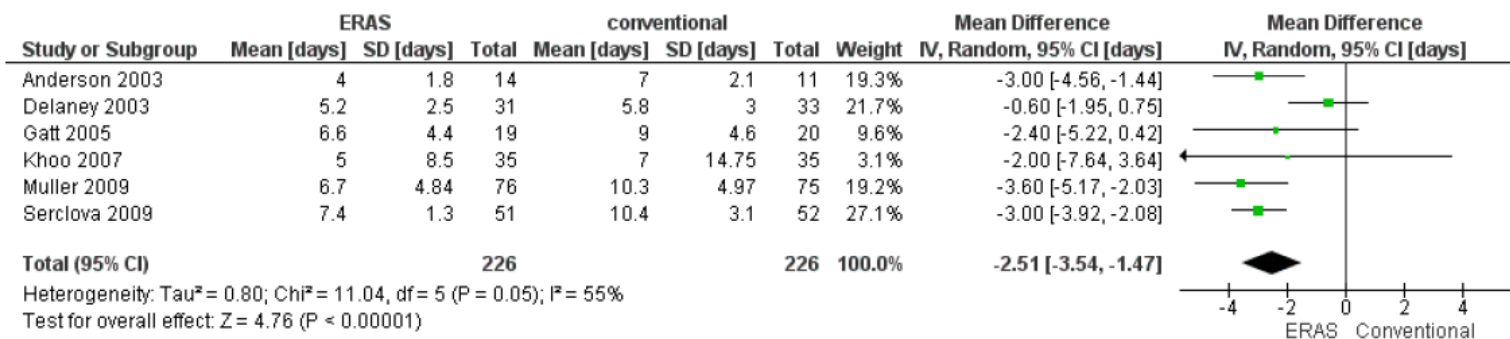 ERAS conventional Mean Difference Mean Difference
Study or Subgroup Mean [days] SD [days] Total Mean [days] SD [days] Total Weight IV, Random, 95% CI [days] IV, Random, 95% CI [days]
Anderson 2003 4 1.8 14 7 2.1 11 19.3% -3.00 [-4.56, -1.44]
Delaney 2003 5.2 2.5 31 5.8 3 33 21.7% -0.60 [-1.95, 0.75]
Gatt 2005 6.6 4.4 19 9 4.6 20 9.6% -2.40 [-5.22, 0.42]
Khoo 2007 5 8.5 35 7 14.75 35 3.1% -2.00 [-7.64, 3.64]
Muller 2009 6.7 4.84 76 10.3 4.97 75 19.2% -3.60 [-5.17, -2.03]
Serclova 2009 7.4 1.3 51 10.4 3.1 52 27.1% -3.00 [-3.92, -2.08]
Total (95% CI) 226 226 100.0% -2.51 [-3.54, -1.47]
Heterogeneity: Tau² = 0.80; Chi² = 11.04, df = 5 (P = 0.05); I² = 55%
Test for overall effect: Z = 4.76 (P < 0.00001)
-4 -2 0 2 4
ERAS Conventional